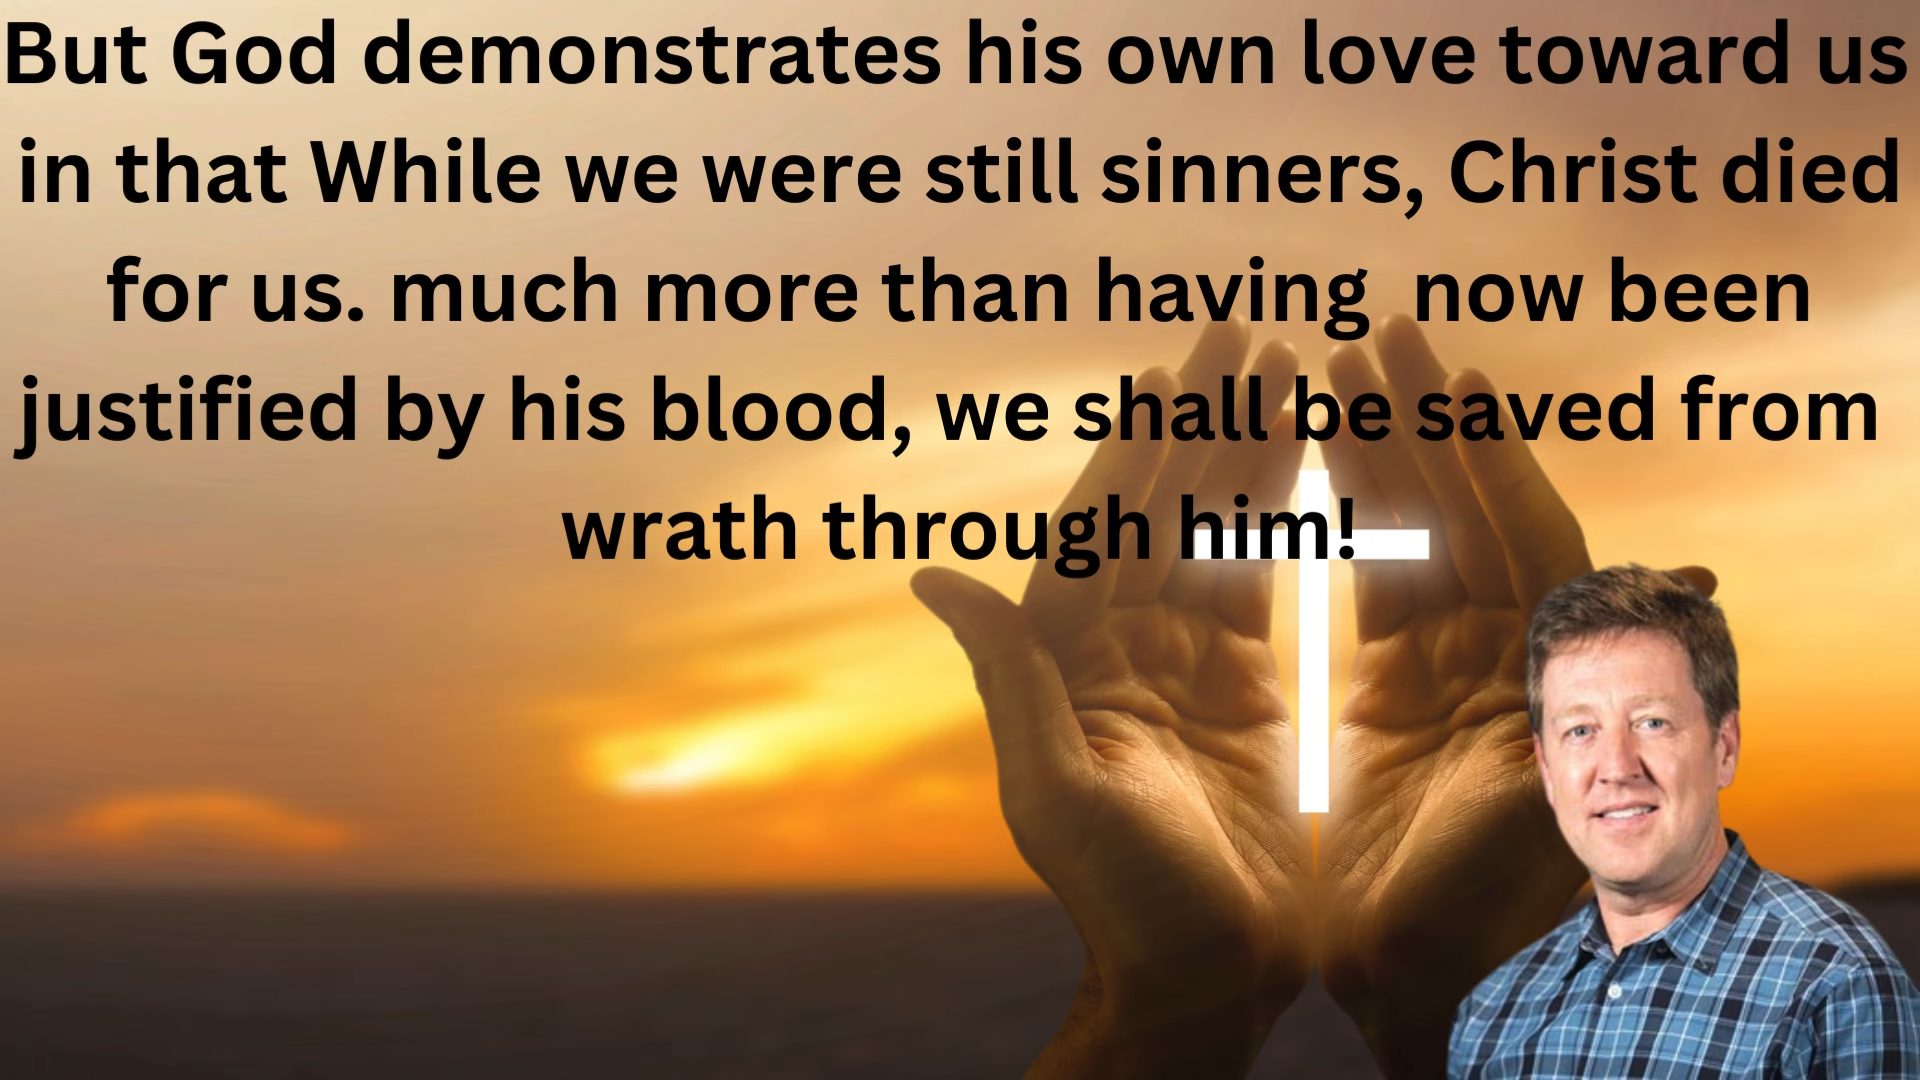 But God demonstrates his own love toward us
in that While we were still sinners, Christ died
for us. much more than having  now been
justified by his blood, we shall be saved from
wrath through him!